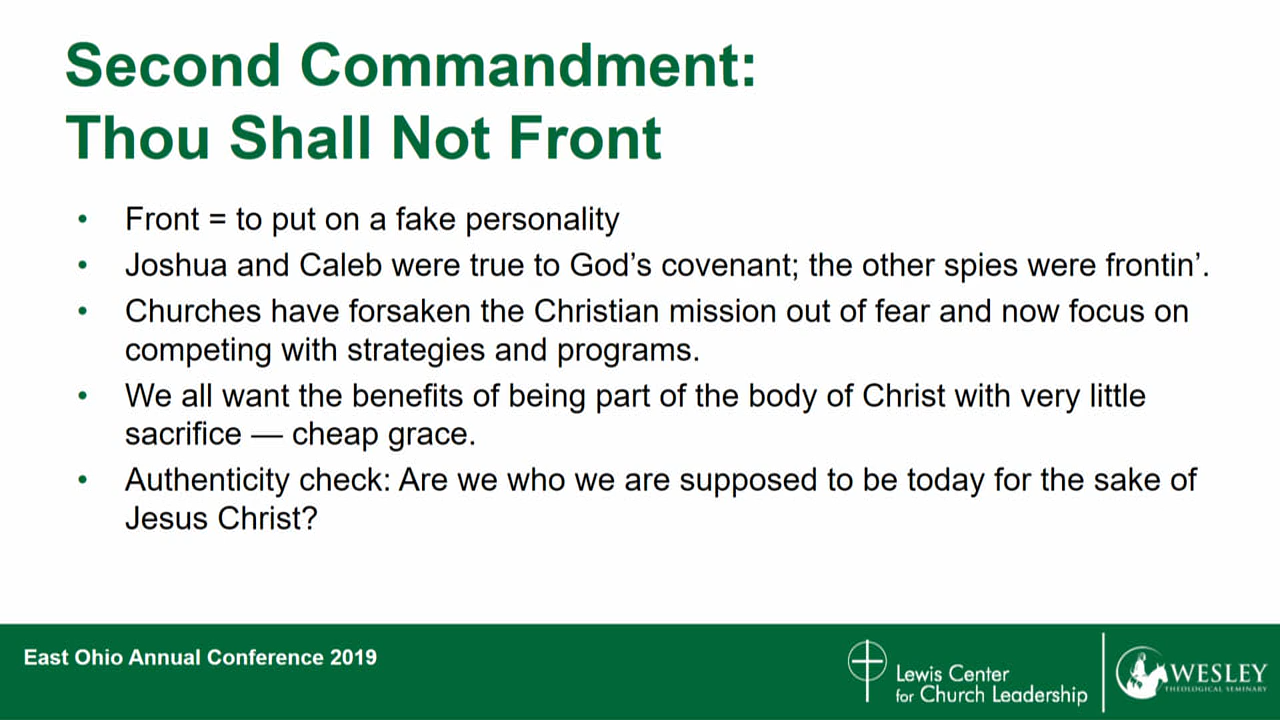 Second Commandment:
Thou Shall Not Front
• Front = to put on a fake personality
• Joshua and Caleb were true to God’s covenant; the other spies were frontin’.
• Churches have forsaken the Christian mission out of fear and now focus on
competing with strategies and programs.
• We all want the benefits of being part of the body of Christ with very little
sacrifice — cheap grace.
• Authenticity check: Are we who we are supposed to be today for the sake of
Jesus Christ?
East Ohio Annual Conference 2019
Lewis Center
for Church Leadership
WESLEY
THEOLOGICAL SEMINARY